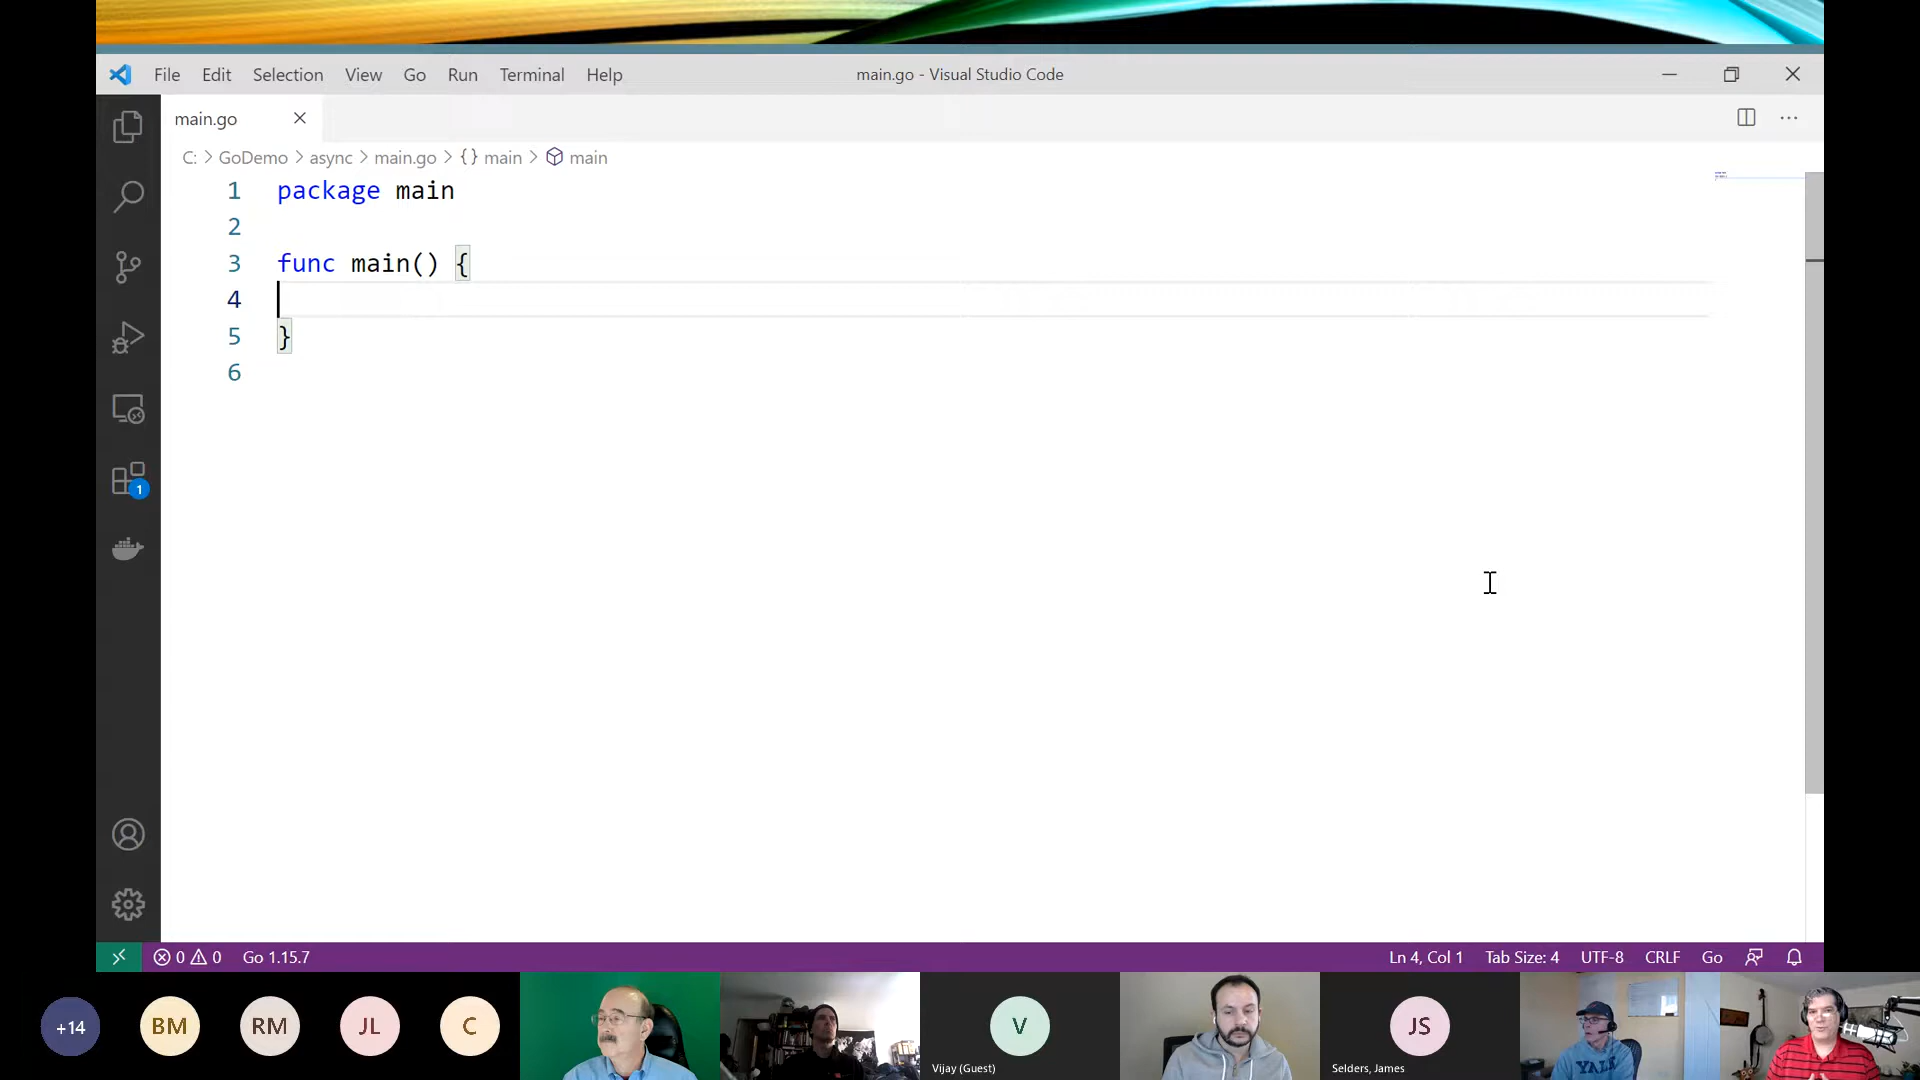 File Edit Selection View Go Run Terminal Help
main.go - Visual Studio Code
main.go
C: > GoDemo > async > main.go > {} main > main
1 package main
2
3 func main() {
4
5 }
6
1
0 0 Go 1.15.7
Ln 4, Col 1 Tab Size: 4 UTF-8 CRLF Go
+14 BM RM JL C V JS
Vijay (Guest)
Selders, James
YALE